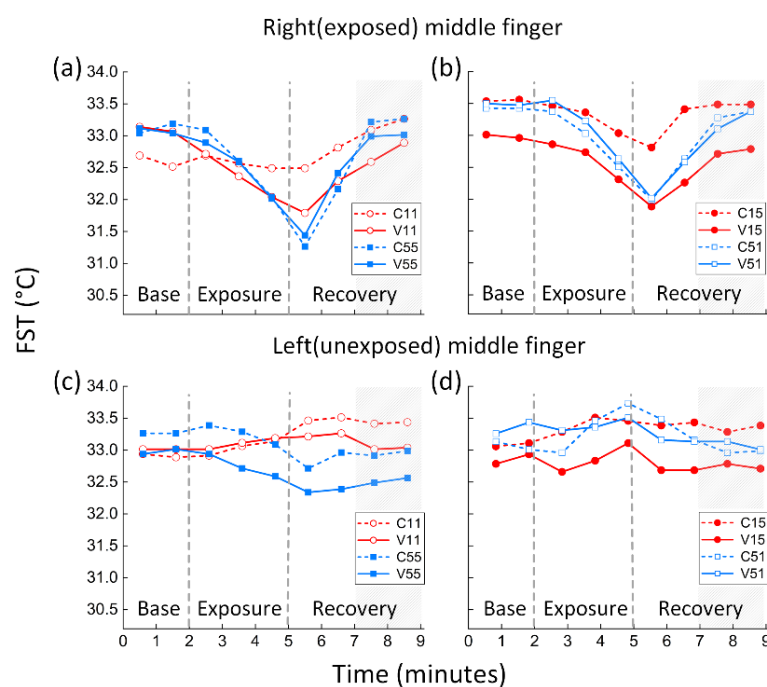 Right(exposed) middle finger
(a)
(b)
34.0
33.5
33.0
32.5
32.0
31.5
31.0
30.5
C11
V11
C55
V55
C15
V15
C51
V51
Base Exposure Recovery
Base Exposure Recovery
FST (°C)
Left(unexposed) middle finger
(c)
(d)
34.0
33.5
33.0
32.5
32.0
31.5
31.0
30.5
C11
V11
C55
V55
C15
V15
C51
V51
Base Exposure Recovery
Base Exposure Recovery
0 1 2 3 4 5 6 7 8 9
0 1 2 3 4 5 6 7 8 9
Time (minutes)